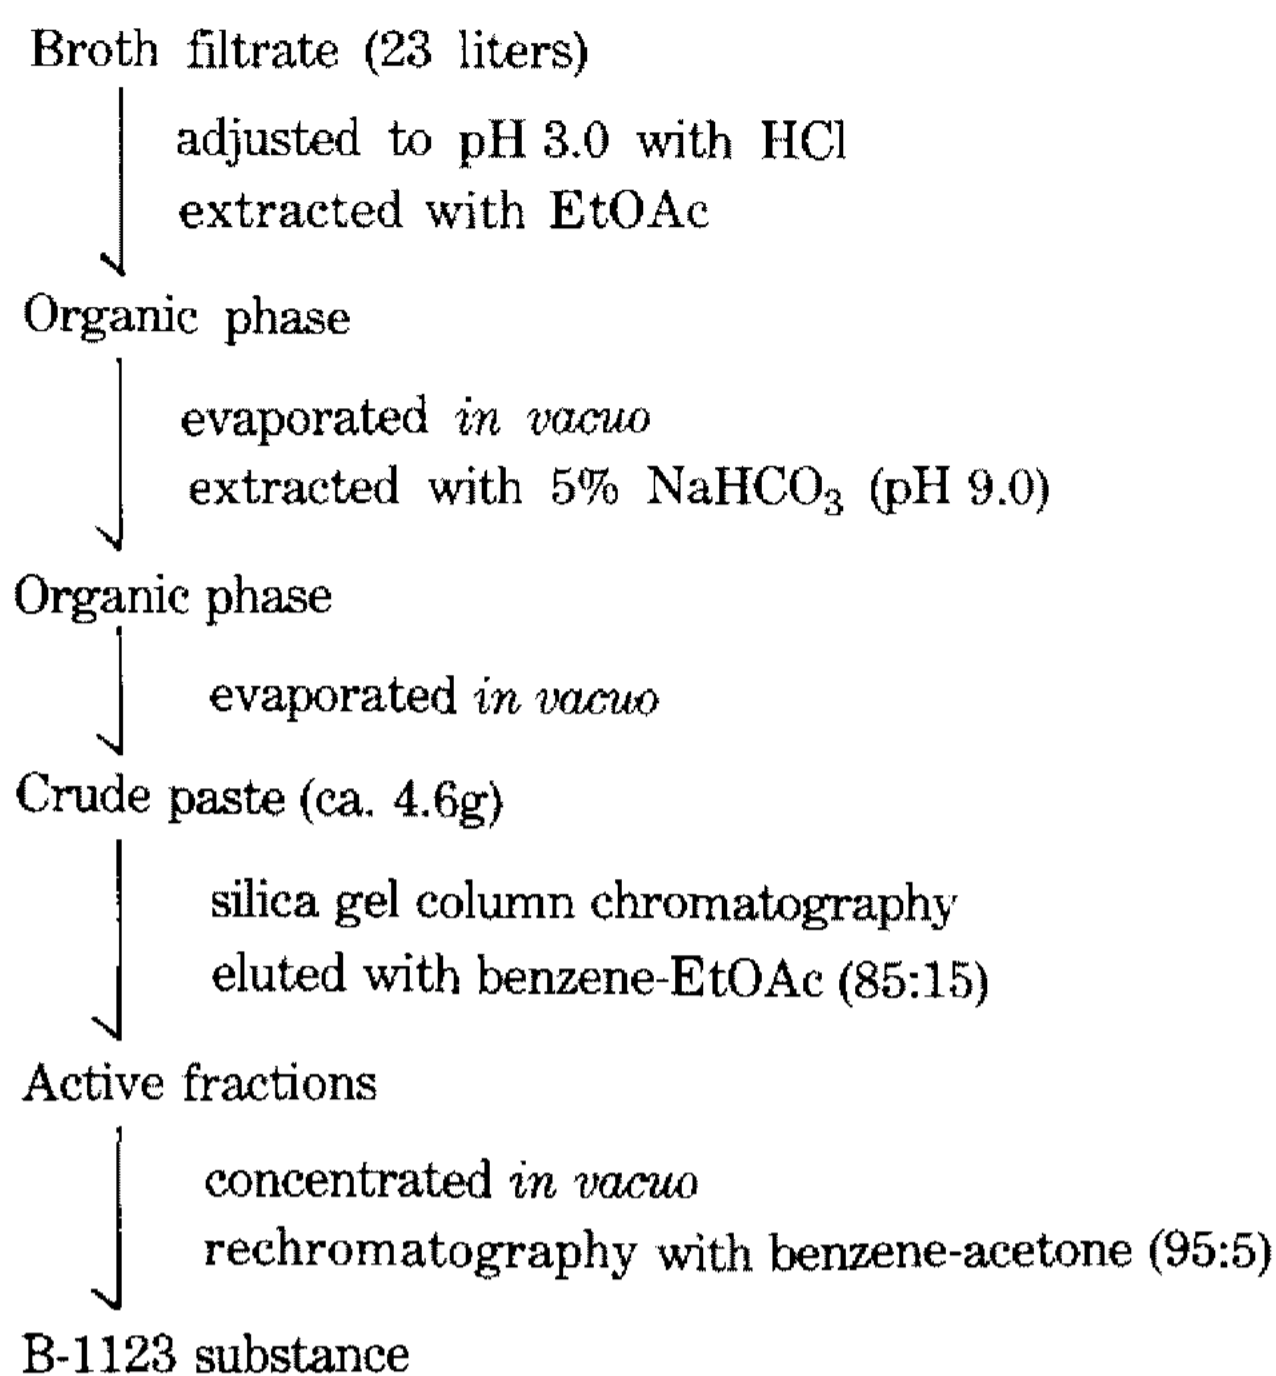 Broth filtrate (23 liters)
adjusted to pH 3.0 with HCl
extracted with EtOAc
Organic phase
evaporated in vacuo
extracted with 5% NaHCO₃ (pH 9.0)
Organic phase
evaporated in vacuo
Crude paste (ca. 4.6g)
silica gel column chromatography
eluted with benzene-EtOAc (85:15)
Active fractions
concentrated in vacuo
rechromatography with benzene-acetone (95:5)
B-1123 substance